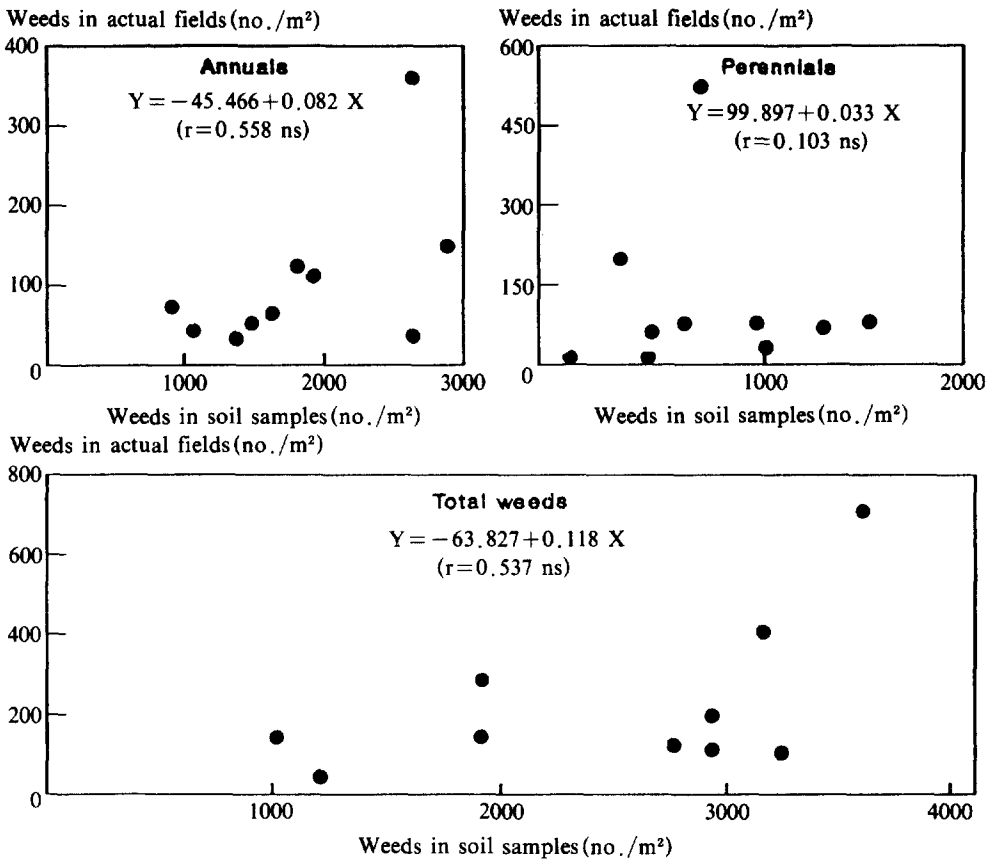 Weeds in actual fields(no./m²)
400
300
200
100
0
Annuals
Y=−45.466+0.082 X
(r=0.558 ns)
1000 2000 3000
Weeds in soil samples(no./m²)
Weeds in actual fields(no./m²)
600
450
300
150
0
Perennials
Y=99.897+0.033 X
(r=0.103 ns)
1000 2000
Weeds in soil samples(no./m²)
Weeds in actual fields(no./m²)
800
600
400
200
0
Total weeds
Y=−63.827+0.118 X
(r=0.537 ns)
1000 2000 3000 4000
Weeds in soil samples(no./m²)